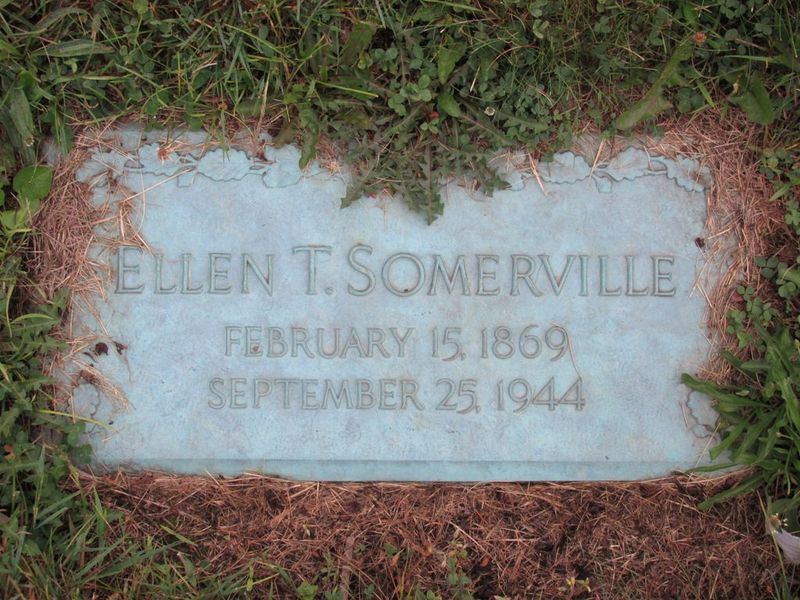 ELLEN T. SOMERVILLE
FEBRUARY 15, 1869
SEPTEMBER 25, 1944